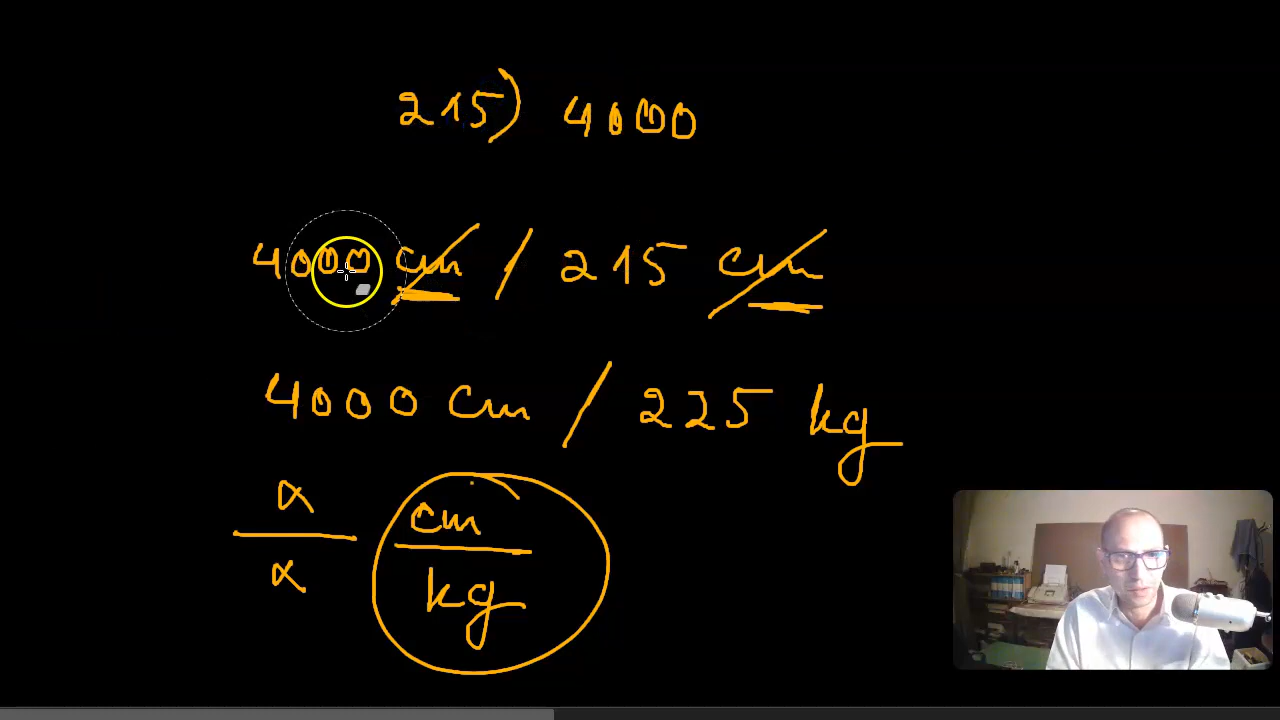 215) 4000
4000 cm / 215 cm
4000 cm / 225 kg
α cm
α kg